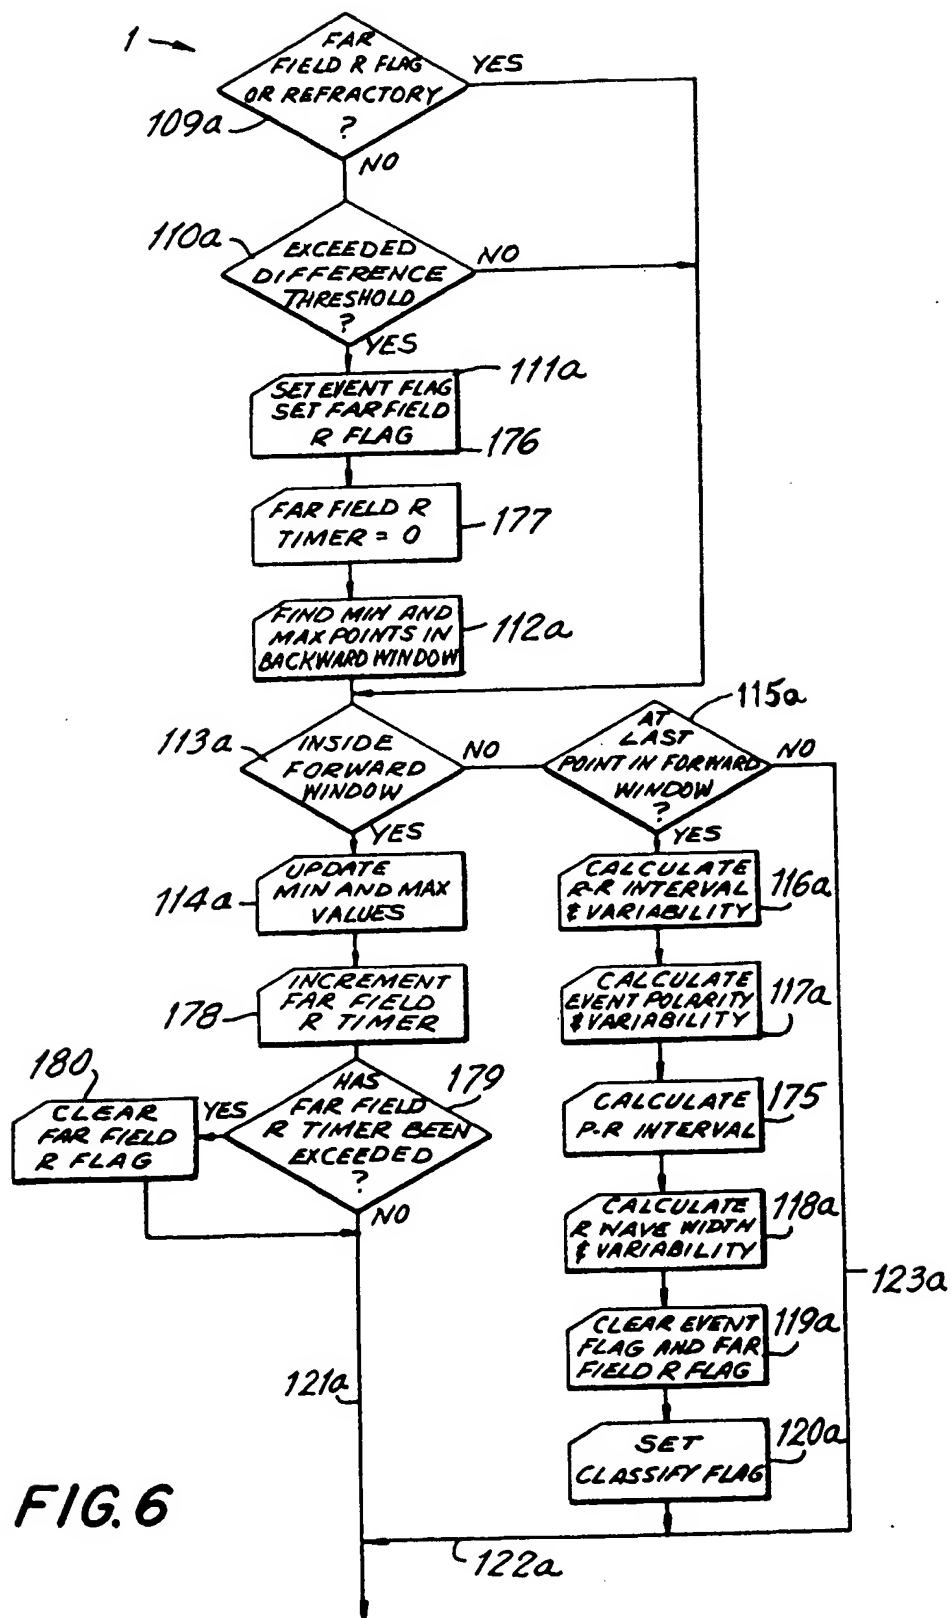 1
FAR
FIELD R FLAG
OR REFRACTORY
?
YES
109a
NO
110a
EXCEEDED
DIFFERENCE
THRESHOLD
?
NO
YES
111a
SET EVENT FLAG
SET FAR FIELD
R FLAG
176
FAR FIELD R
TIMER = 0
177
FIND MIN AND
MAX POINTS IN
BACKWARD WINDOW
112a
113a
INSIDE
FORWARD
WINDOW
NO
YES
115a
AT
LAST
POINT IN FORWARD
WINDOW
?
NO
YES
UPDATE
MIN AND MAX
VALUES
114a
CALCULATE
R-R INTERVAL
& VARIABILITY
116a
INCREMENT
FAR FIELD
R TIMER
178
CALCULATE
EVENT POLARITY
& VARIABILITY
117a
180
CLEAR
FAR FIELD
R FLAG
YES
HAS
FAR FIELD
R TIMER BEEN
EXCEEDED
?
179
NO
CALCULATE
P-R INTERVAL
175
CALCULATE
R WAVE WIDTH
& VARIABILITY
118a
123a
CLEAR EVENT
FLAG AND FAR
FIELD R FLAG
119a
121a
SET
CLASSIFY FLAG
120a
122a
FIG. 6